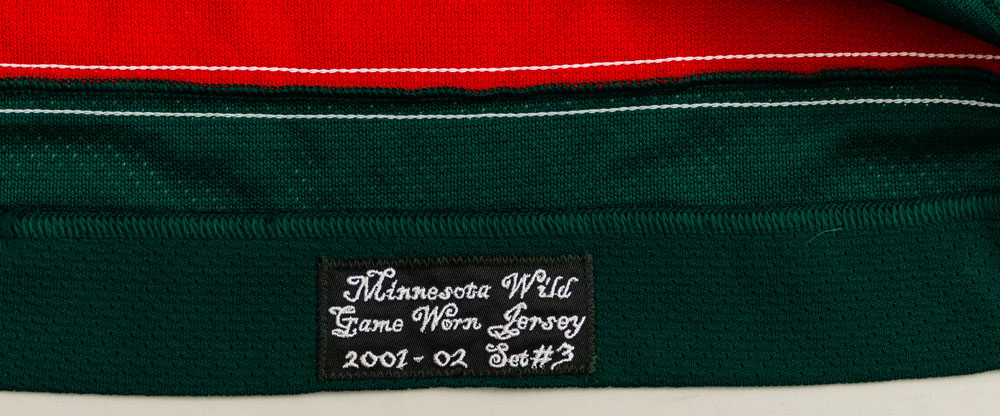 Minnesota Wild
Game Worn Jersey
2001-02 Set#3